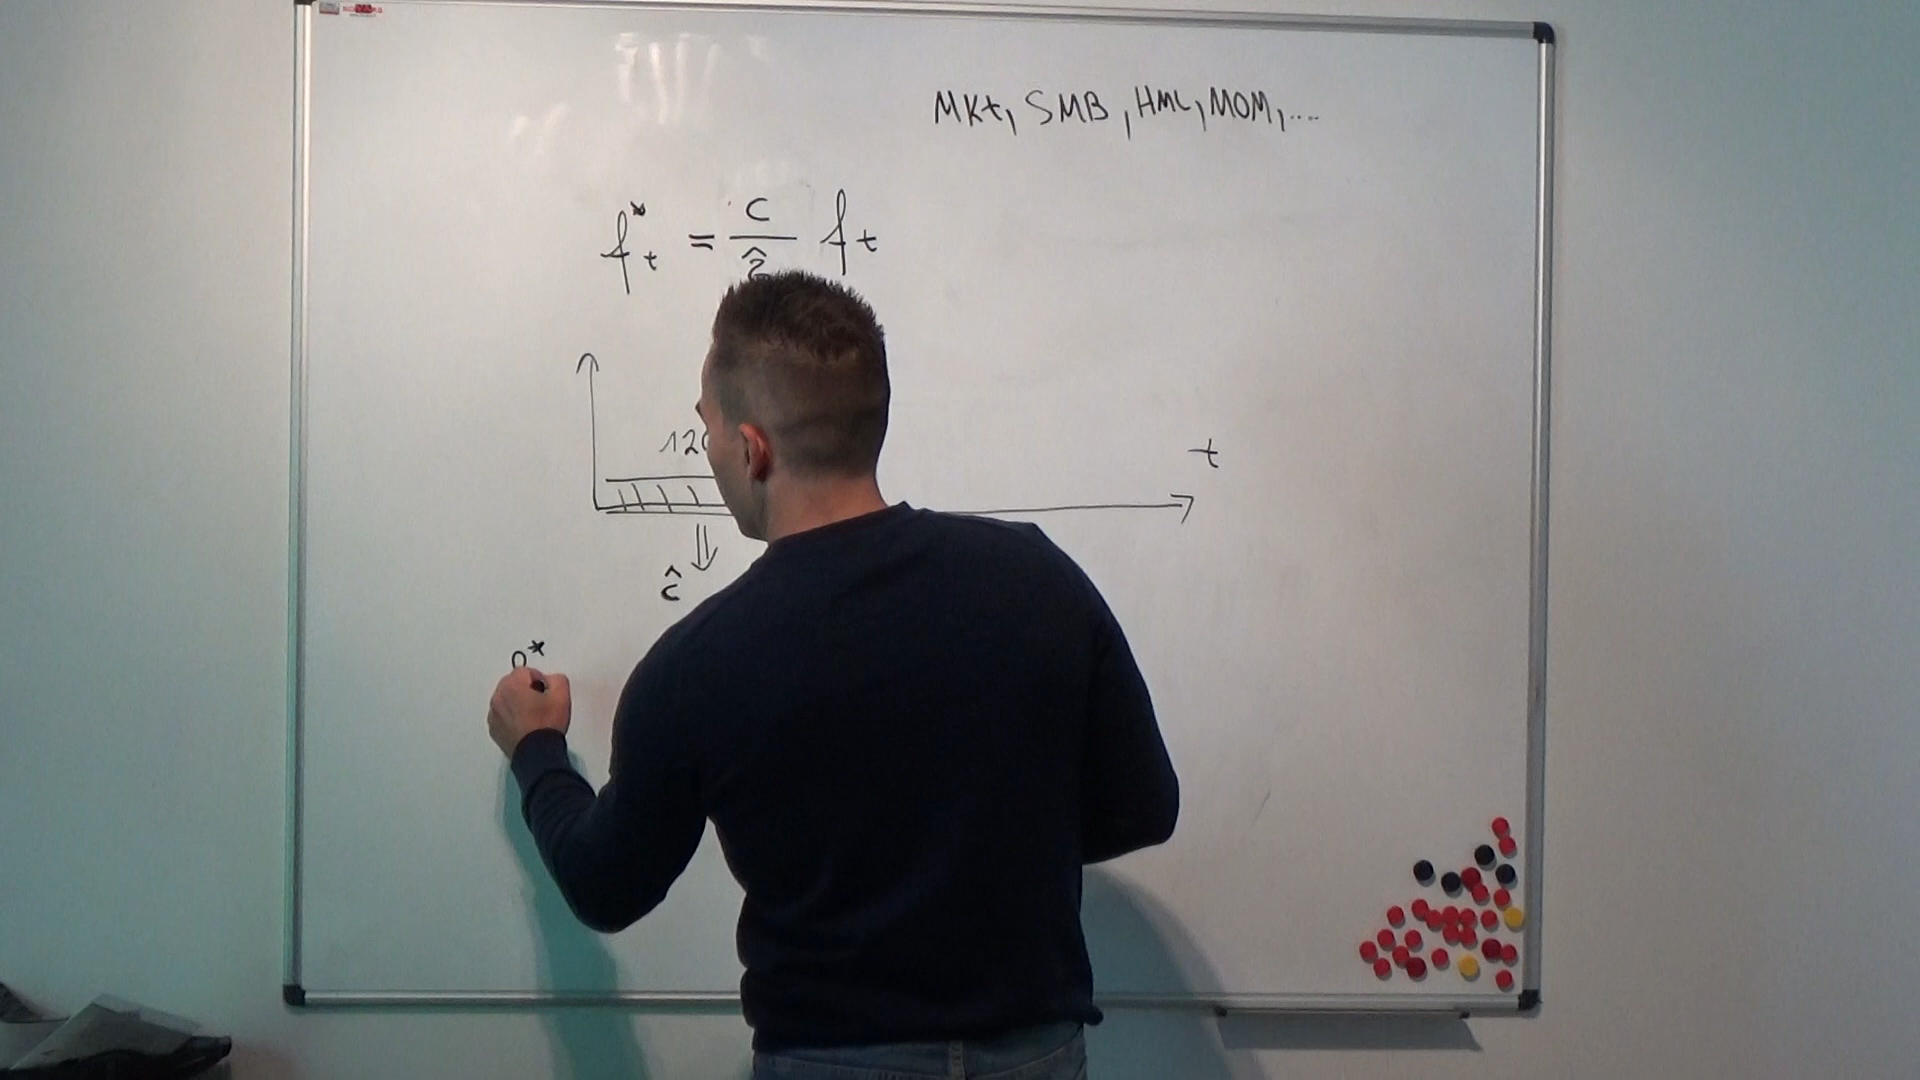 MKt, SMB, HML, MOM, ....
f*t = c / σ̂ ft
120
t
ĉ
*